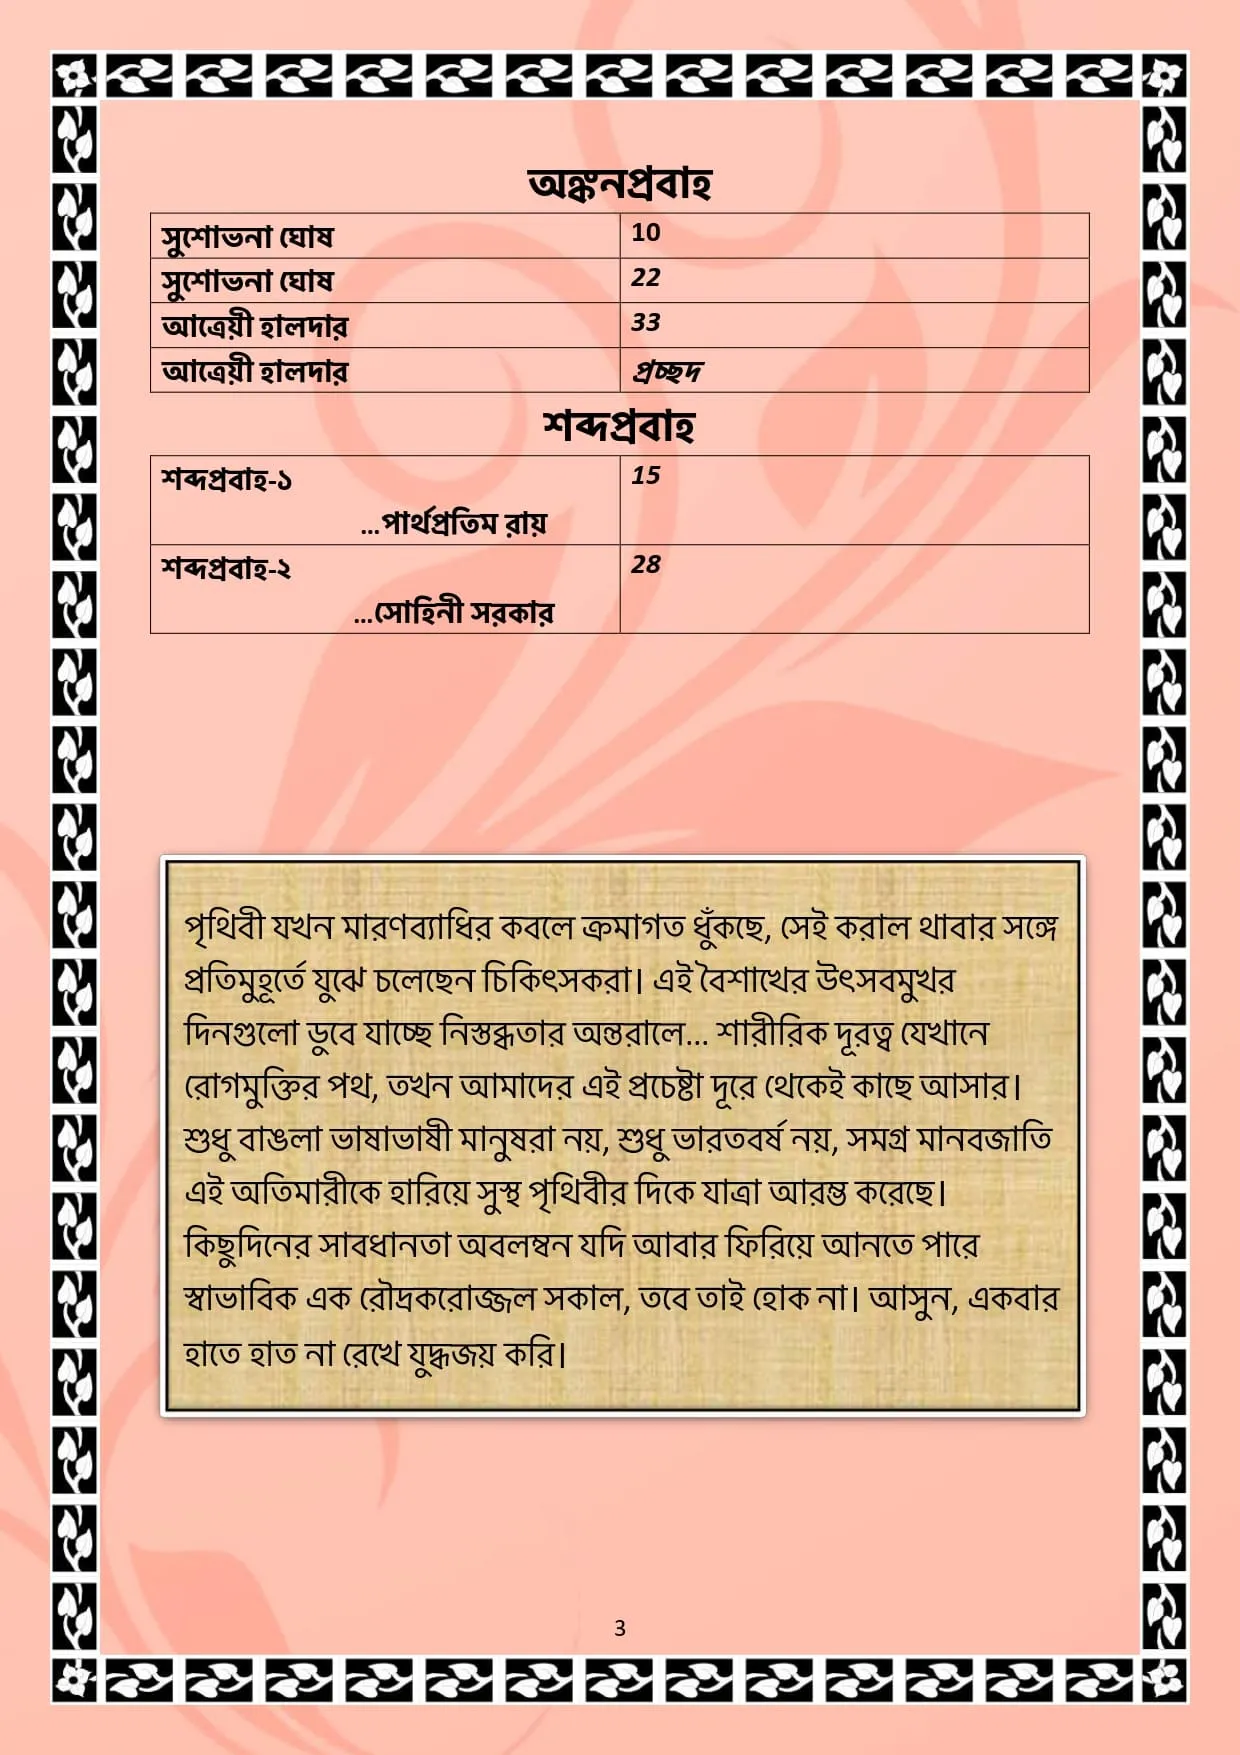 অঙ্কনপ্রবাহ
সুশোভনা ঘোষ 10
সুশোভনা ঘোষ 22
আত্রেয়ী হালদার 33
আত্রেয়ী হালদার প্রচ্ছদ
শব্দপ্রবাহ
শব্দপ্রবাহ-১ 15
...পার্থপ্রতিম রায়
শব্দপ্রবাহ-২ 28
...সোহিনী সরকার
পৃথিবী যখন মারণব্যাধির কবলে ক্রমাগত ধুঁকছে, সেই করাল থাবার সঙ্গে
প্রতিমুহূর্তে যুঝে চলেছেন চিকিৎসকরা। এই বৈশাখের উৎসবমুখর
দিনগুলো ডুবে যাচ্ছে নিস্তব্ধতার অন্তরালে... শারীরিক দূরত্ব যেখানে
রোগমুক্তির পথ, তখন আমাদের এই প্রচেষ্টা দূরে থেকেই কাছে আসার।
শুধু বাঙলা ভাষাভাষী মানুষরা নয়, শুধু ভারতবর্ষ নয়, সমগ্র মানবজাতি
এই অতিমারীকে হারিয়ে সুস্থ পৃথিবীর দিকে যাত্রা আরম্ভ করেছে।
কিছুদিনের সাবধানতা অবলম্বন যদি আবার ফিরিয়ে আনতে পারে
স্বাভাবিক এক রৌদ্রকরোজ্জল সকাল, তবে তাই হোক না। আসুন, একবার
হাতে হাত না রেখে যুদ্ধজয় করি।
3